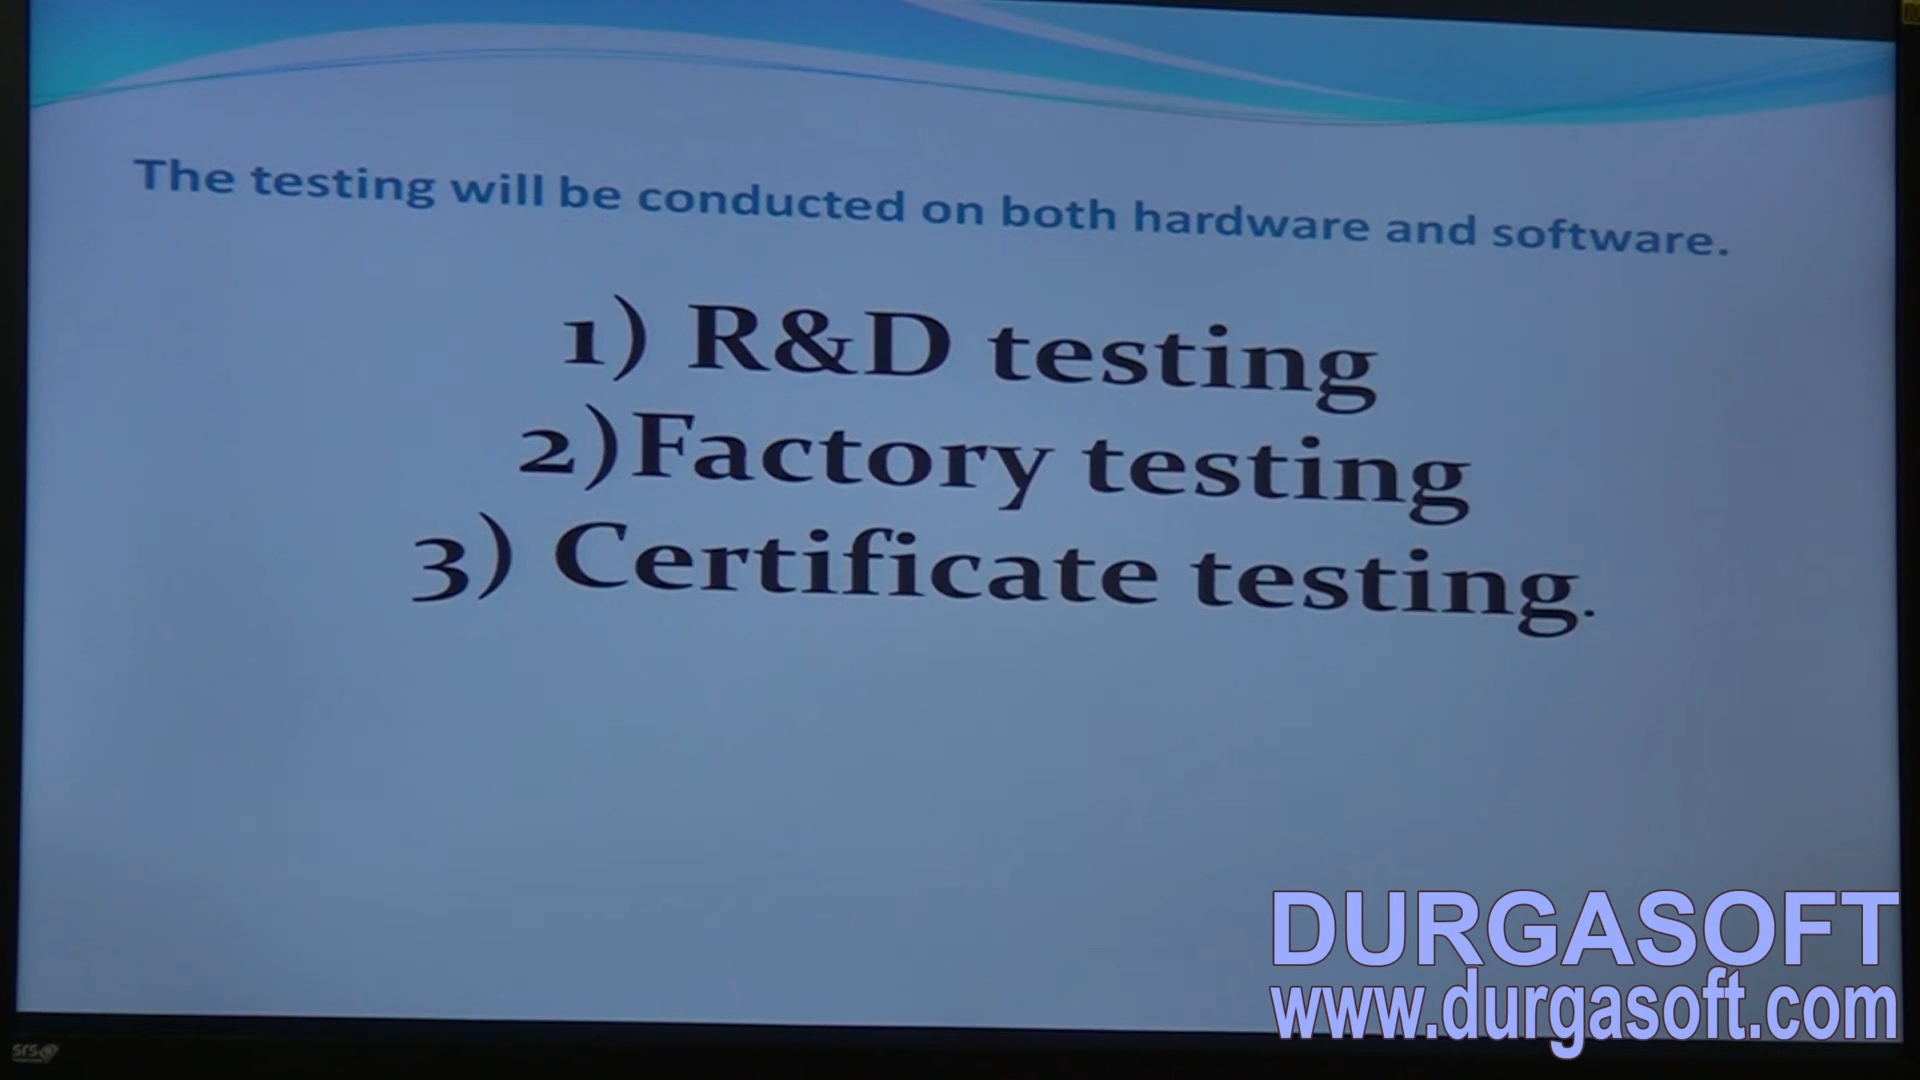 The testing will be conducted on both hardware and software.
1) R&D testing
2)Factory testing
3) Certificate testing.
DURGASOFT
www.durgasoft.com
SRS